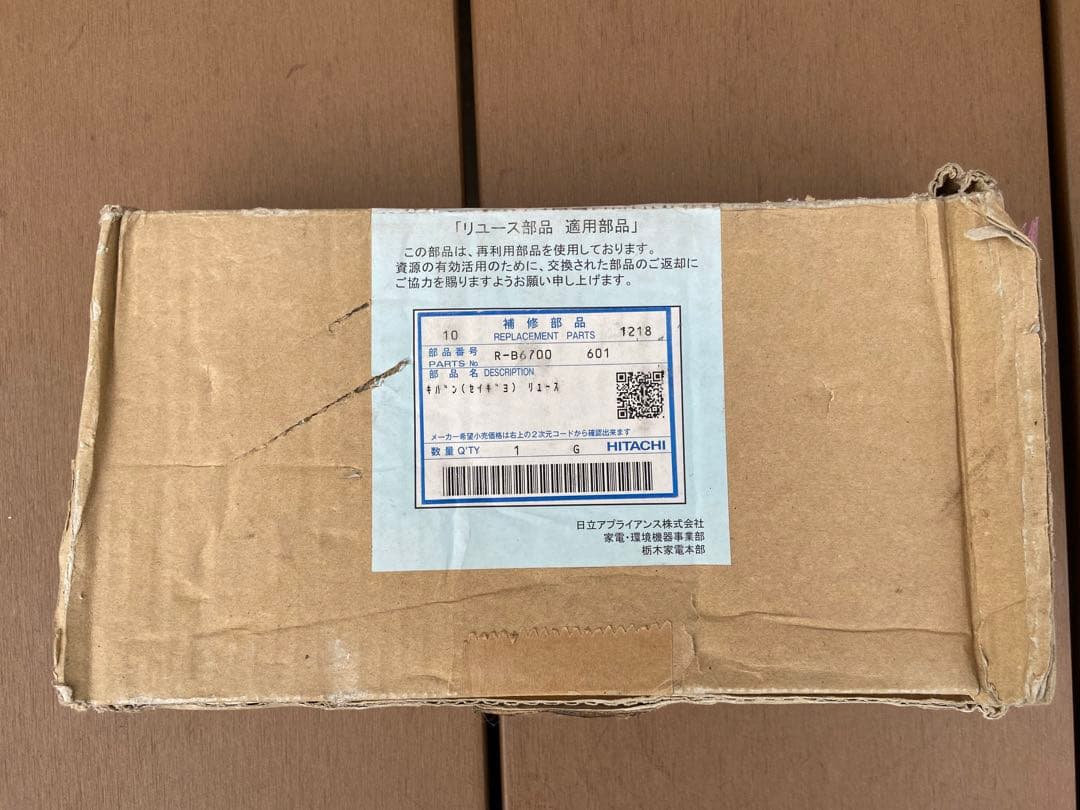 「リユース部品 適用部品」
この部品は、再利用部品を使用しております。
資源の有効活用のために、交換された部品のご返却に
ご協力を賜りますようお願い申し上げます。
補修部品
10 REPLACEMENT PARTS 1218
部品番号 PARTS No R-B6700 601
部品名 DESCRIPTION
キバン(セイギヨ) リユース
メーカー希望小売価格は右上の2次元コードから確認出来ます
数量 Q'TY 1 G HITACHI
日立アプライアンス株式会社
家電・環境機器事業部
栃木家電本部